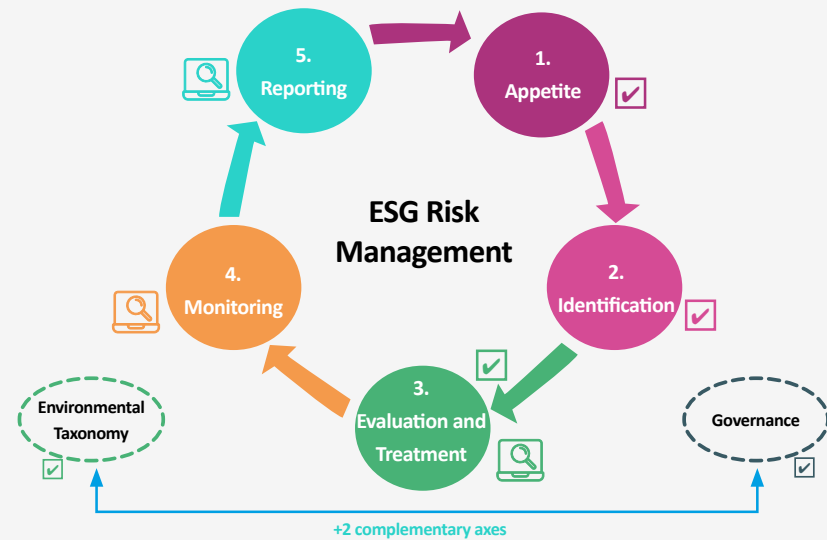 5.
Reporting
1.
Appetite
ESG Risk
Management
4.
Monitoring
2.
Identification
3.
Evaluation and
Treatment
Environmental
Taxonomy
Governance
+2 complementary axes